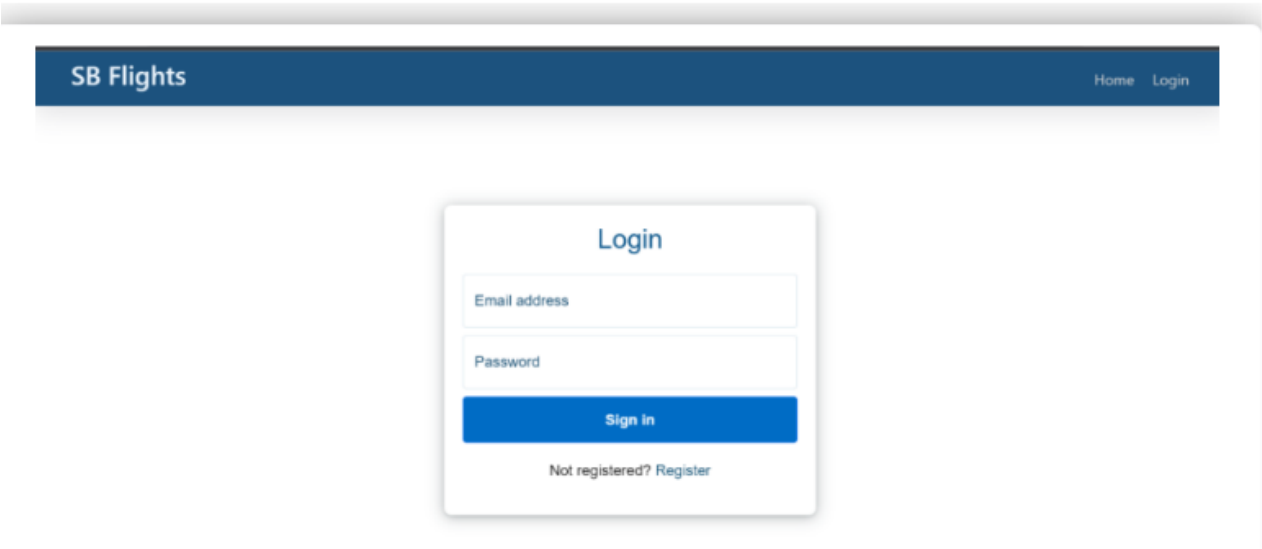 SB Flights
Home Login
Login
Email address
Password
Sign in
Not registered? Register